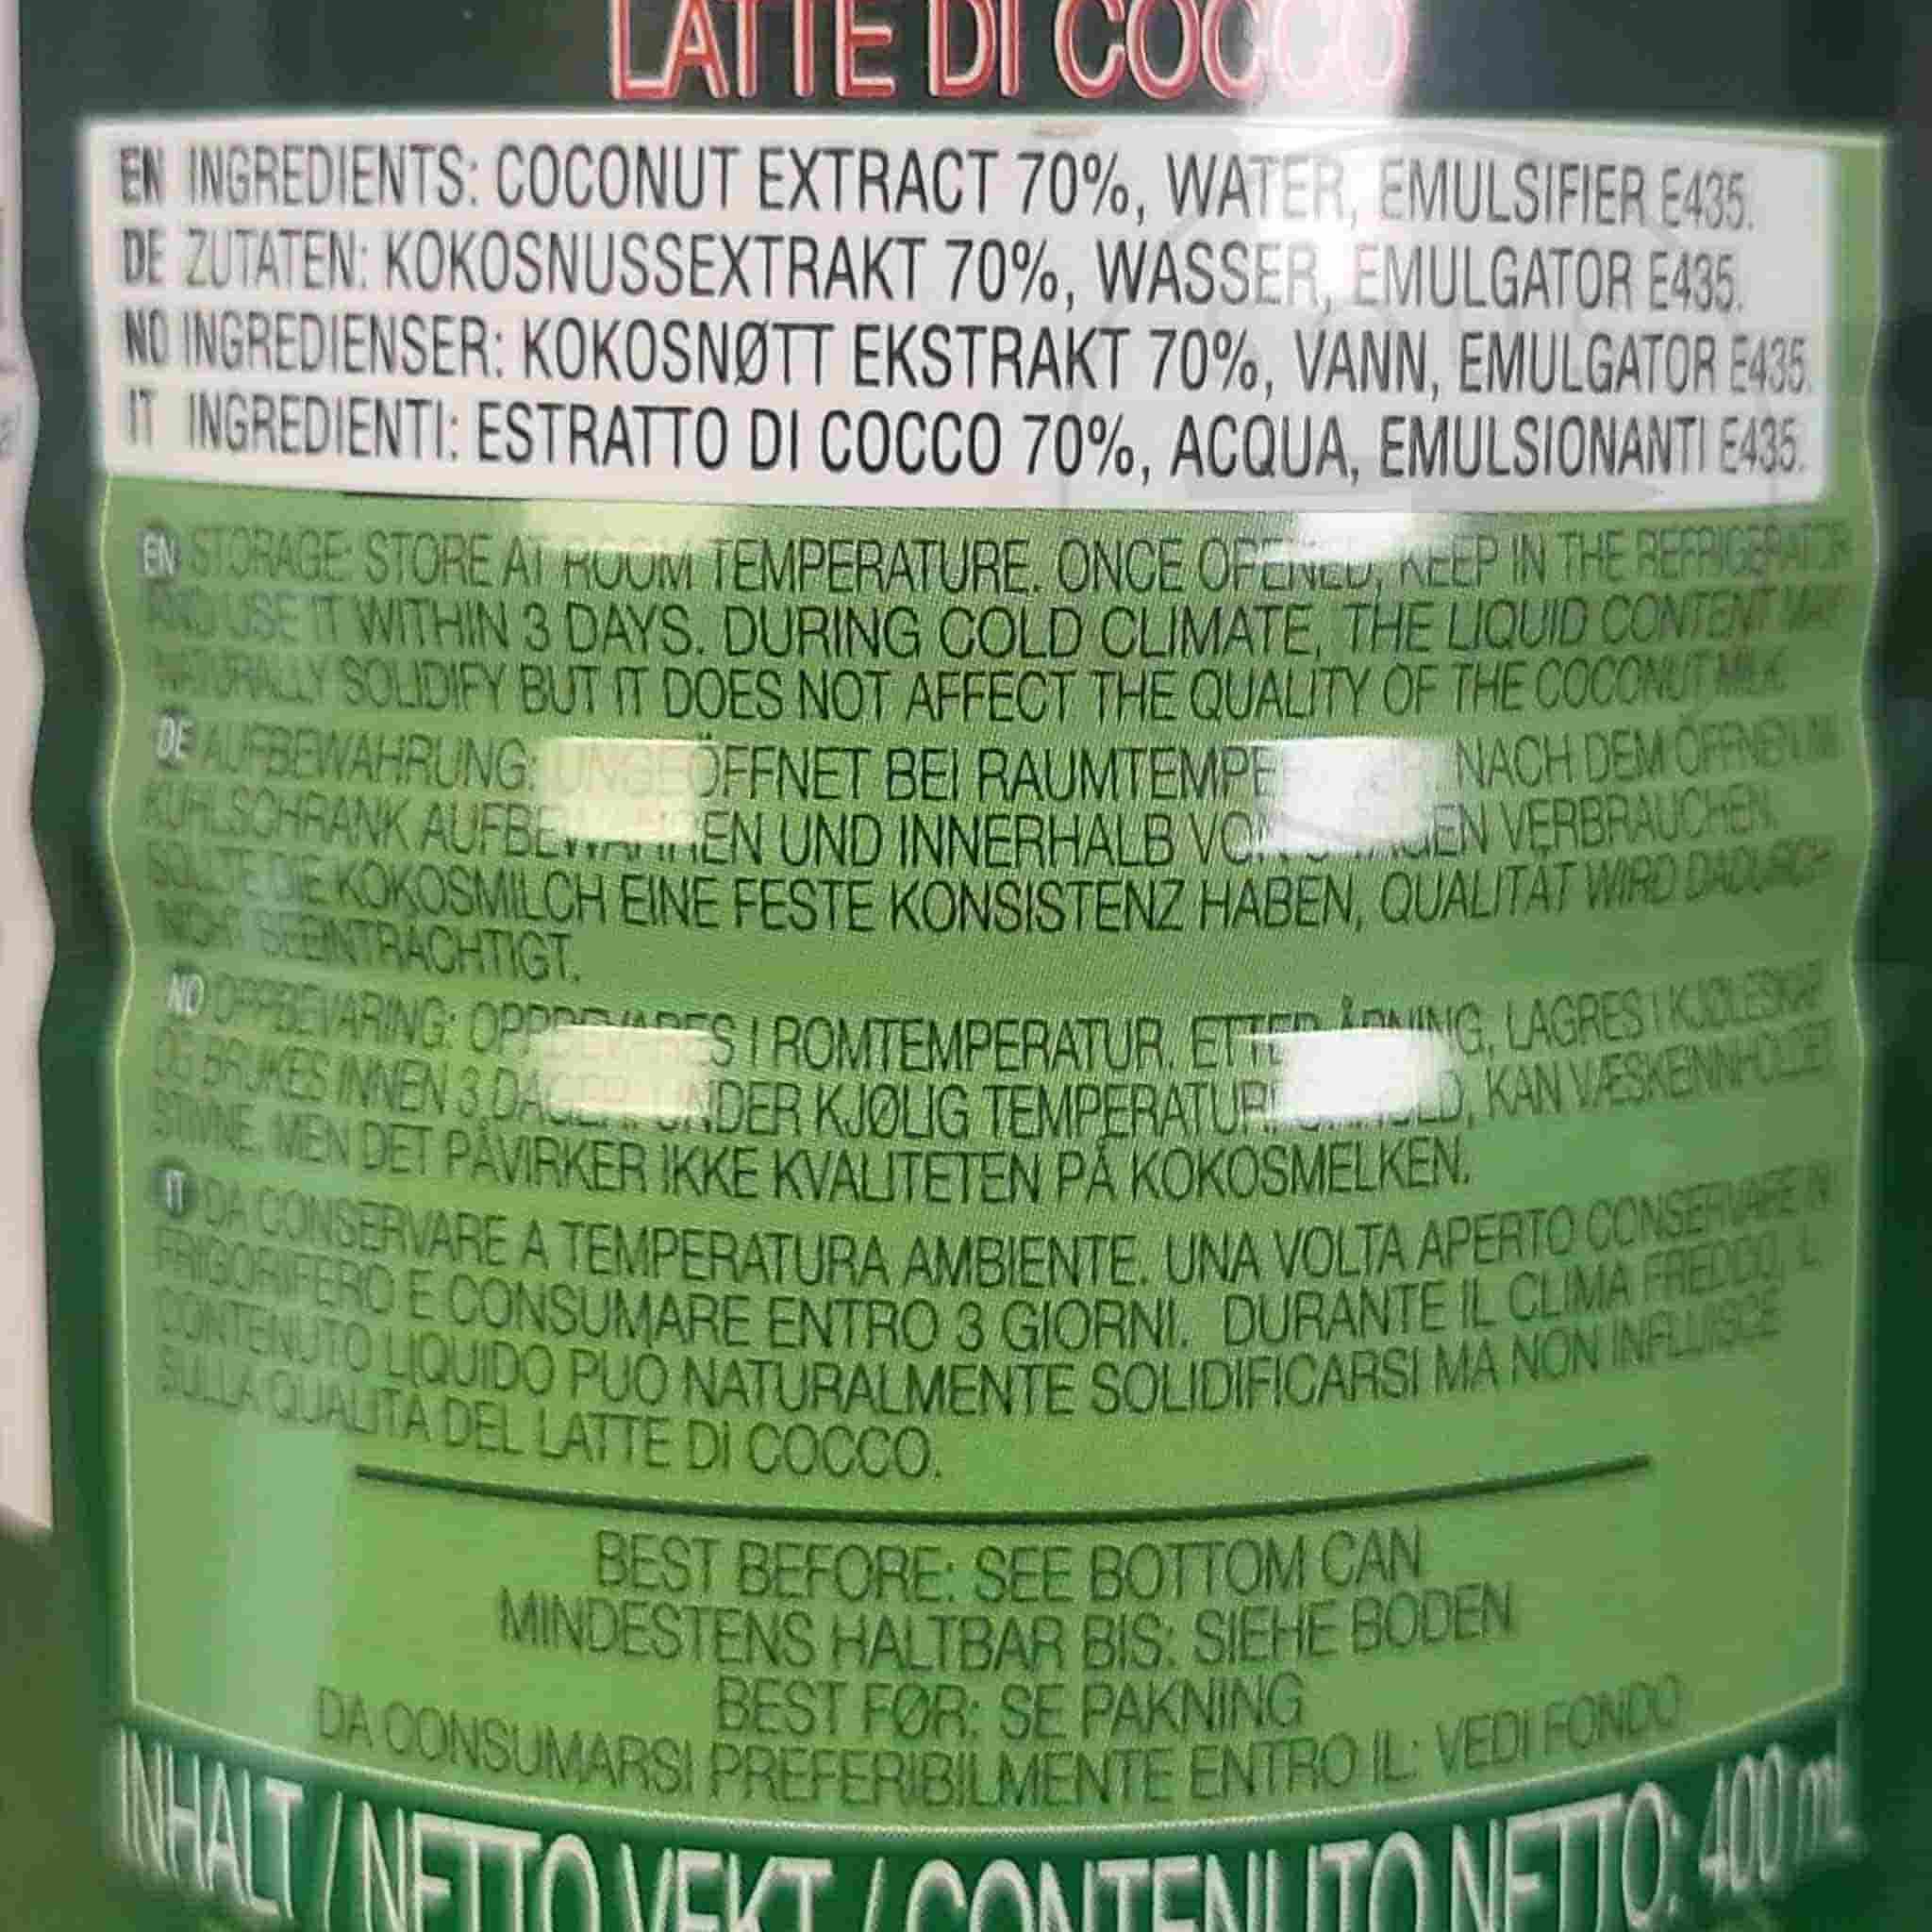 LATTE DI COCCO
EN INGREDIENTS: COCONUT EXTRACT 70%, WATER, EMULSIFIER E435.
DE ZUTATEN: KOKOSNUSSEXTRAKT 70%, WASSER, EMULGATOR E435.
NO INGREDIENSER: KOKOSNØTT EKSTRAKT 70%, VANN, EMULGATOR E435.
IT INGREDIENTI: ESTRATTO DI COCCO 70%, ACQUA, EMULSIONANTI E435.
EN STORAGE: STORE AT ROOM TEMPERATURE. ONCE OPENED, KEEP IN THE REFRIGERATOR
AND USE IT WITHIN 3 DAYS. DURING COLD CLIMATE, THE LIQUID CONTENT MAY
NATURALLY SOLIDIFY BUT IT DOES NOT AFFECT THE QUALITY OF THE COCONUT MILK.
DE AUFBEWAHRUNG: UNGEÖFFNET BEI NACH DEM ÖFFNEN IM
KÜHLSCHRANK AUFBEWAHREN UND INNERHALB VON 3 TAGEN VERBRAUCHEN.
SOLLTE DIE KOKOSMILCH EINE FESTE KONSISTENZ HABEN, QUALITÄT WIRD DADURCH
NICHT BEEINTRÄCHTIGT.
NO OPPBEVARING: OPPBEVARES I ROMTEMPERATUR. ETTER ÅPNING, LAGRES I KJØLESKAP
OG BRUKES INNEN 3 DAGER. UNDER KJØLIG KAN VÆSKEINNHOLDET
STIVNE, MEN DET PÅVIRKER IKKE KVALITETEN PÅ KOKOSMELKEN.
IT DA CONSERVARE A TEMPERATURA AMBIENTE. UNA VOLTA APERTO CONSERVARE IN
FRIGORIFERO E CONSUMARE ENTRO 3 GIORNI. DURANTE IL CLIMA FREDDO, IL
CONTENUTO LIQUIDO PUÒ NATURALMENTE SOLIDIFICARSI MA NON INFLUISCE
SULLA QUALITÀ DEL LATTE DI COCCO.
BEST BEFORE: SEE BOTTOM CAN
MINDESTENS HALTBAR BIS: SIEHE BODEN
BEST FØR: SE PAKNING
DA CONSUMARSI PREFERIBILMENTE ENTRO IL: VEDI FONDO
INHALT / NETTO VEKT / CONTENUTO NETTO: 400 ml